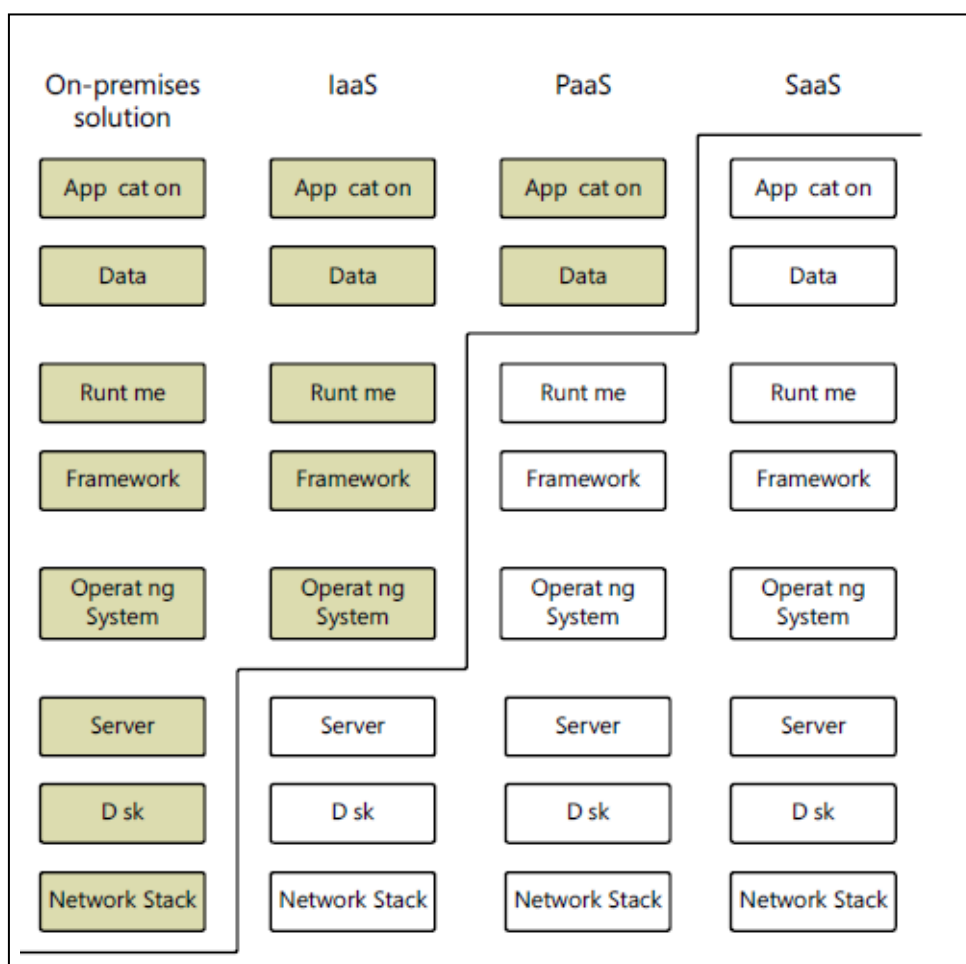 On-premises
solution
IaaS
PaaS
SaaS
App cat on
App cat on
App cat on
App cat on
Data
Data
Data
Data
Runt me
Runt me
Runt me
Runt me
Framework
Framework
Framework
Framework
Operat ng
System
Operat ng
System
Operat ng
System
Operat ng
System
Server
Server
Server
Server
D sk
D sk
D sk
D sk
Network Stack
Network Stack
Network Stack
Network Stack